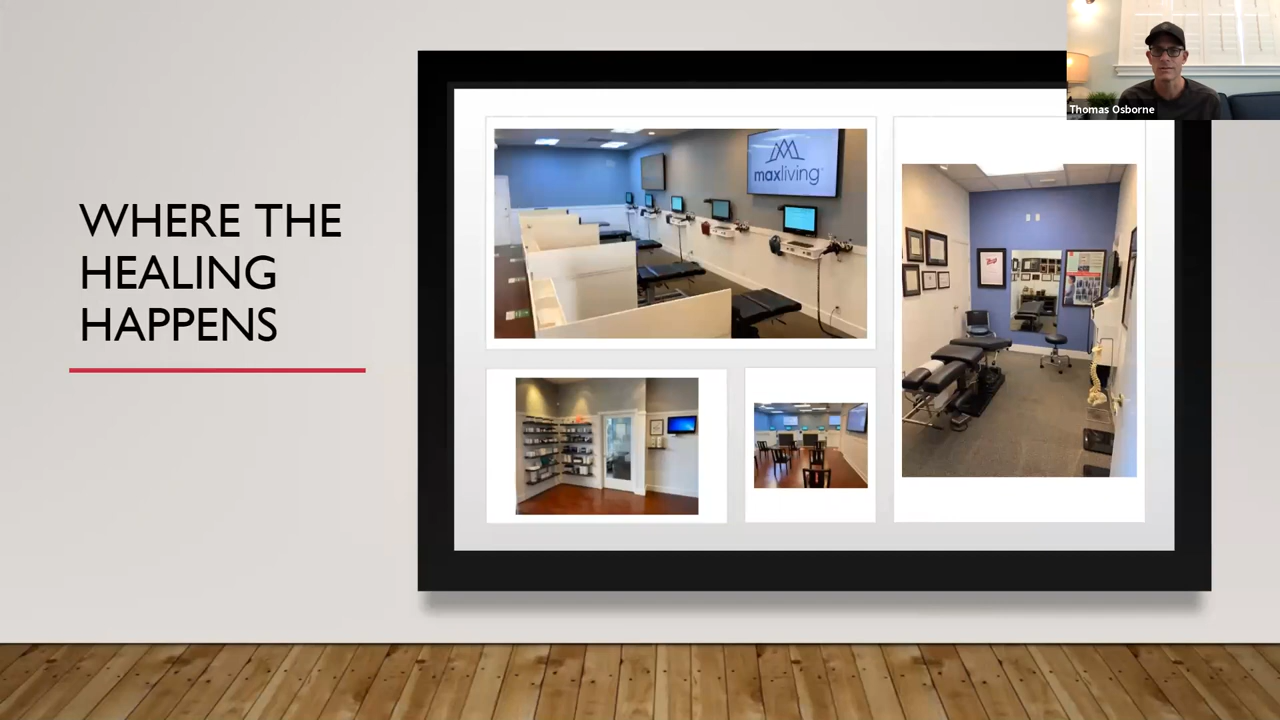 WHERE THE
HEALING
HAPPENS
maxliving
Thomas Osborne